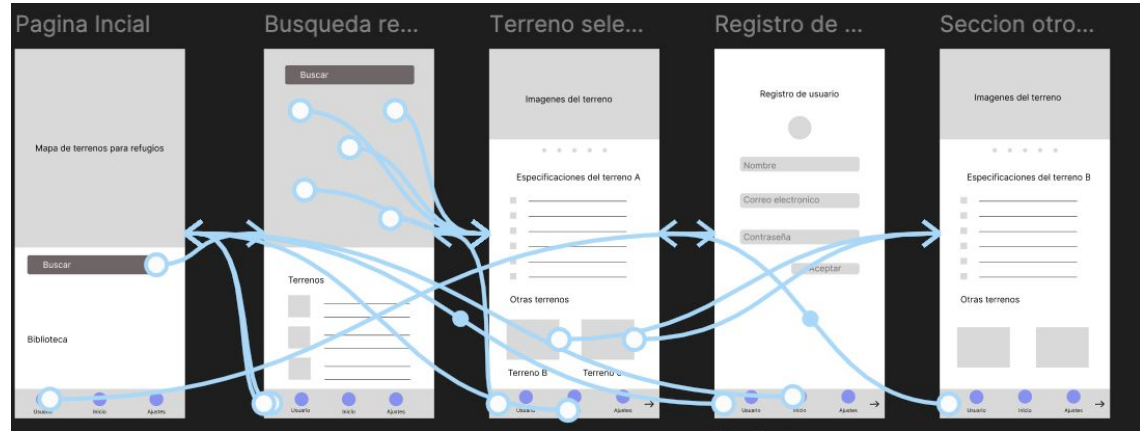 Pagina Incial
Mapa de terrenos para refugios
Buscar
Biblioteca
Usuario
Inicio
Ajustes
Busqueda re...
Buscar
Terrenos
Usuario
Inicio
Ajustes
Terreno sele...
Imagenes del terreno
Especificaciones del terreno A
Otras terrenos
Terreno B
Terreno C
Usuario
Ajustes
Registro de ...
Registro de usuario
Nombre
Correo electronico
Contraseña
Aceptar
Usuario
Inicio
Ajustes
Seccion otro...
Imagenes del terreno
Especificaciones del terreno B
Otras terrenos
Usuario
Inicio
Ajustes